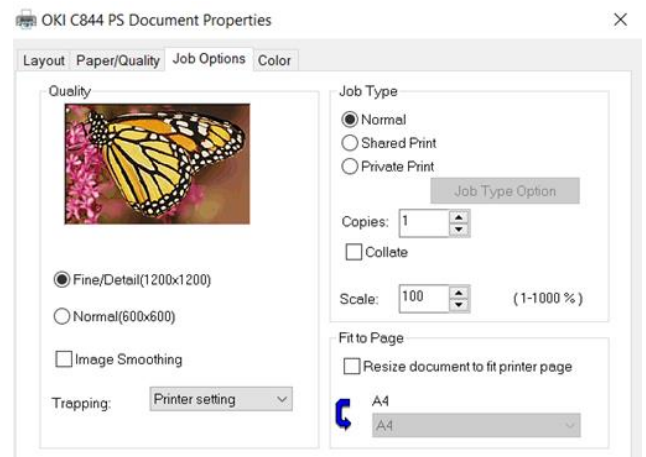 OKI C844 PS Document Properties
Layout Paper/Quality Job Options Color
Quality
Fine/Detail(1200x1200)
Normal(600x600)
Image Smoothing
Trapping: Printer setting
Job Type
Normal
Shared Print
Private Print
Job Type Option
Copies: 1
Collate
Scale: 100 (1-1000 %)
Fit to Page
Resize document to fit printer page
A4
A4